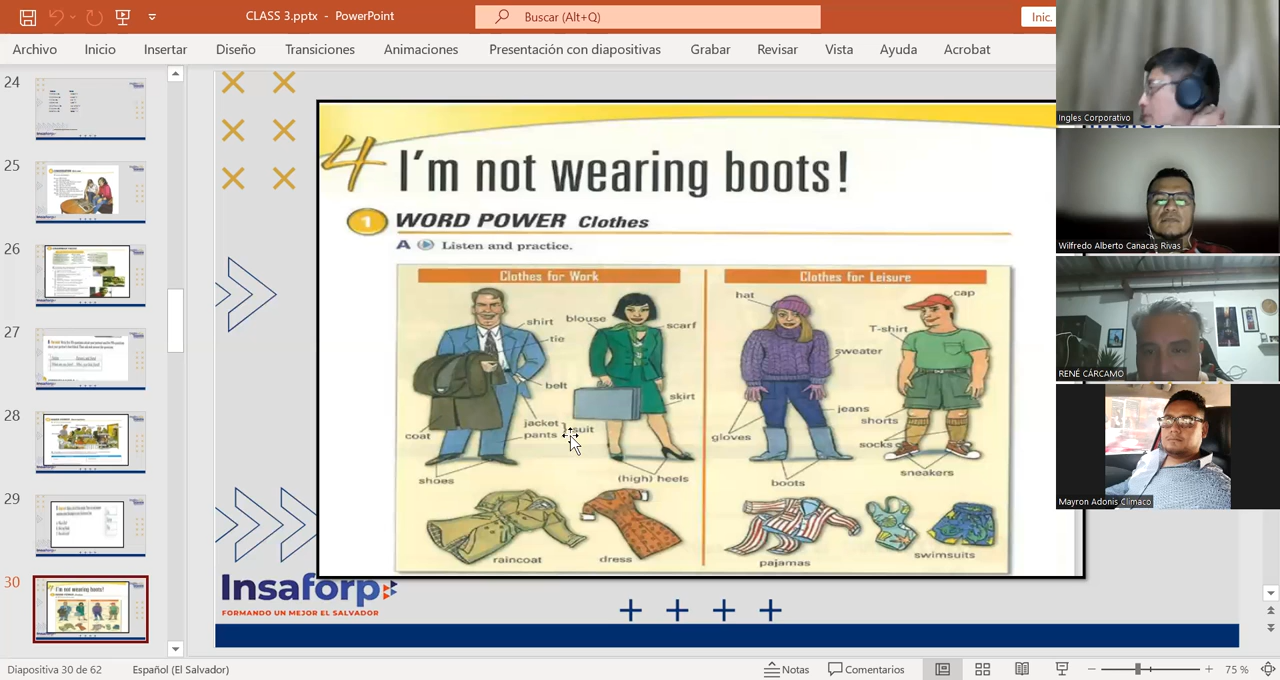 CLASS 3.pptx - PowerPoint
Buscar (Alt+Q)
Inic.
Archivo Inicio Insertar Diseño Transiciones Animaciones Presentación con diapositivas Grabar Revisar Vista Ayuda Acrobat
24
25
26
27
28
29
30
4 I'm not wearing boots!
1 WORD POWER Clothes
A Listen and practice.
Clothes for Work
shirt
blouse
scarf
tie
belt
skirt
jacket
pants
suit
coat
shoes
(high) heels
raincoat
dress
Clothes for Leisure
hat
cap
T-shirt
sweater
jeans
shorts
gloves
socks
sneakers
boots
pajamas
swimsuits
Insaforp
FORMANDO UN MEJOR EL SALVADOR
Ingles Corporativo
Wilfredo Alberto Canacas Rivas
RENÉ CÁRCAMO
Mayron Adonis Climaco
Diapositiva 30 de 62
Español (El Salvador)
Notas
Comentarios
75 %